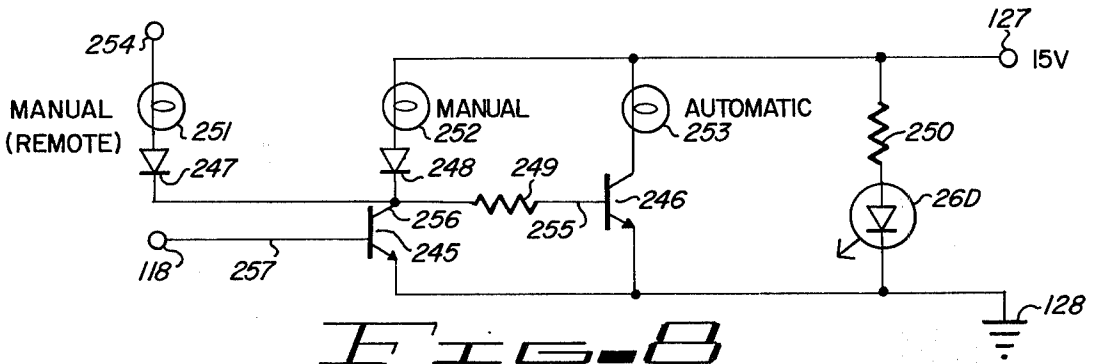 254
127
15V
MANUAL
(REMOTE)
251
MANUAL
252
AUTOMATIC
253
250
247
248
249
256
255
246
26D
118
257
245
128
FIG-8